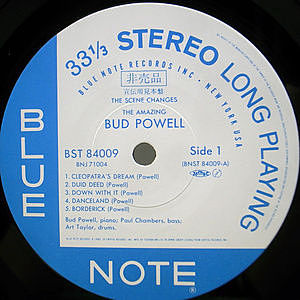 33 1/3 STEREO LONG PLAYING
BLUE NOTE RECORDS INC • NEW YORK USA
非売品
宣伝用見本盤
THE SCENE CHANGES
THE AMAZING
BUD POWELL
BST 84009
Side 1
BNJ 71004
(BNST 84009-A)
1. CLEOPATRA'S DREAM (Powell)
2. DUID DEED (Powell)
3. DOWN WITH IT (Powell)
4. DANCELAND (Powell)
5. BORDERICK (Powell)
Bud Powell, piano; Paul Chambers, bass;
Art Taylor, drums.
BLUE
NOTE ®